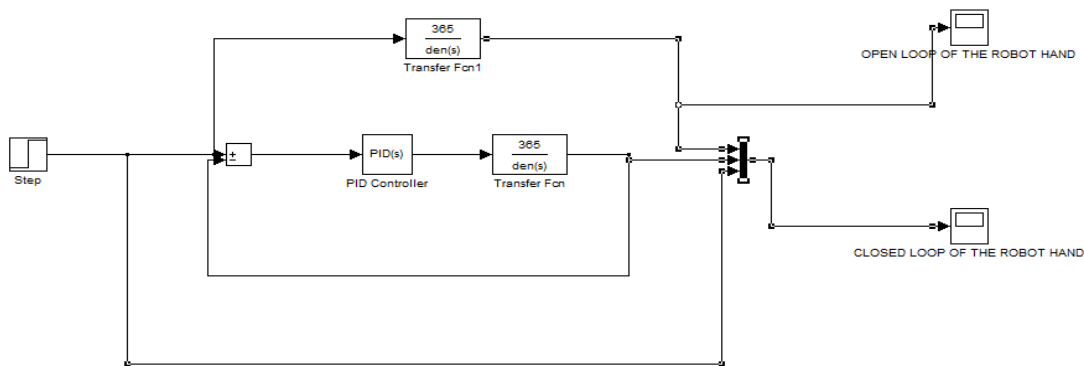 365
den(s)
Transfer Fcn1
OPEN LOOP OF THE ROBOT HAND
Step
+
−
PID(s)
PID Controller
365
den(s)
Transfer Fcn
CLOSED LOOP OF THE ROBOT HAND